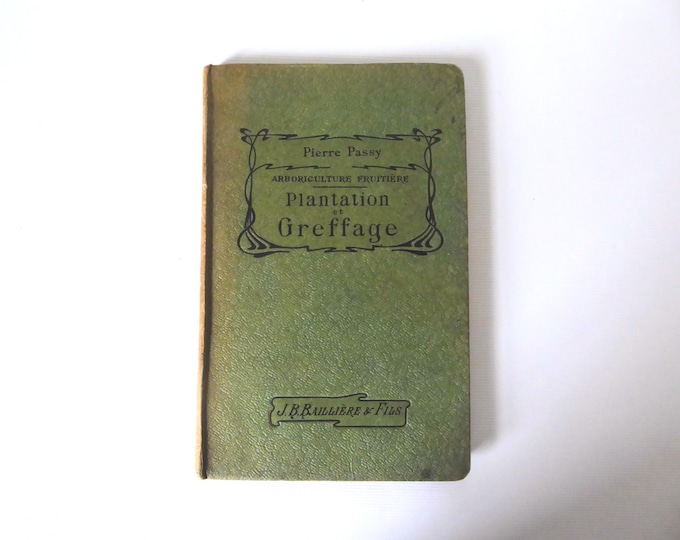 Pierre Passy
ARBORICULTURE FRUITIÈRE
Plantation
et
Greffage
J.B.BAILLIÈRE & FILS